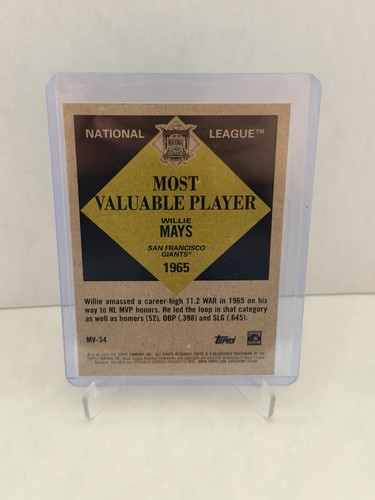 NATIONAL LEAGUE™
MOST
VALUABLE PLAYER
WILLIE
MAYS
SAN FRANCISCO
GIANTS™
1965
Willie amassed a career-high 11.2 WAR in 1965 on his
way to NL MVP honors. He led the loop in that category
as well as homers (52), OBP (.398) and SLG (.645).
MV-34
Topps